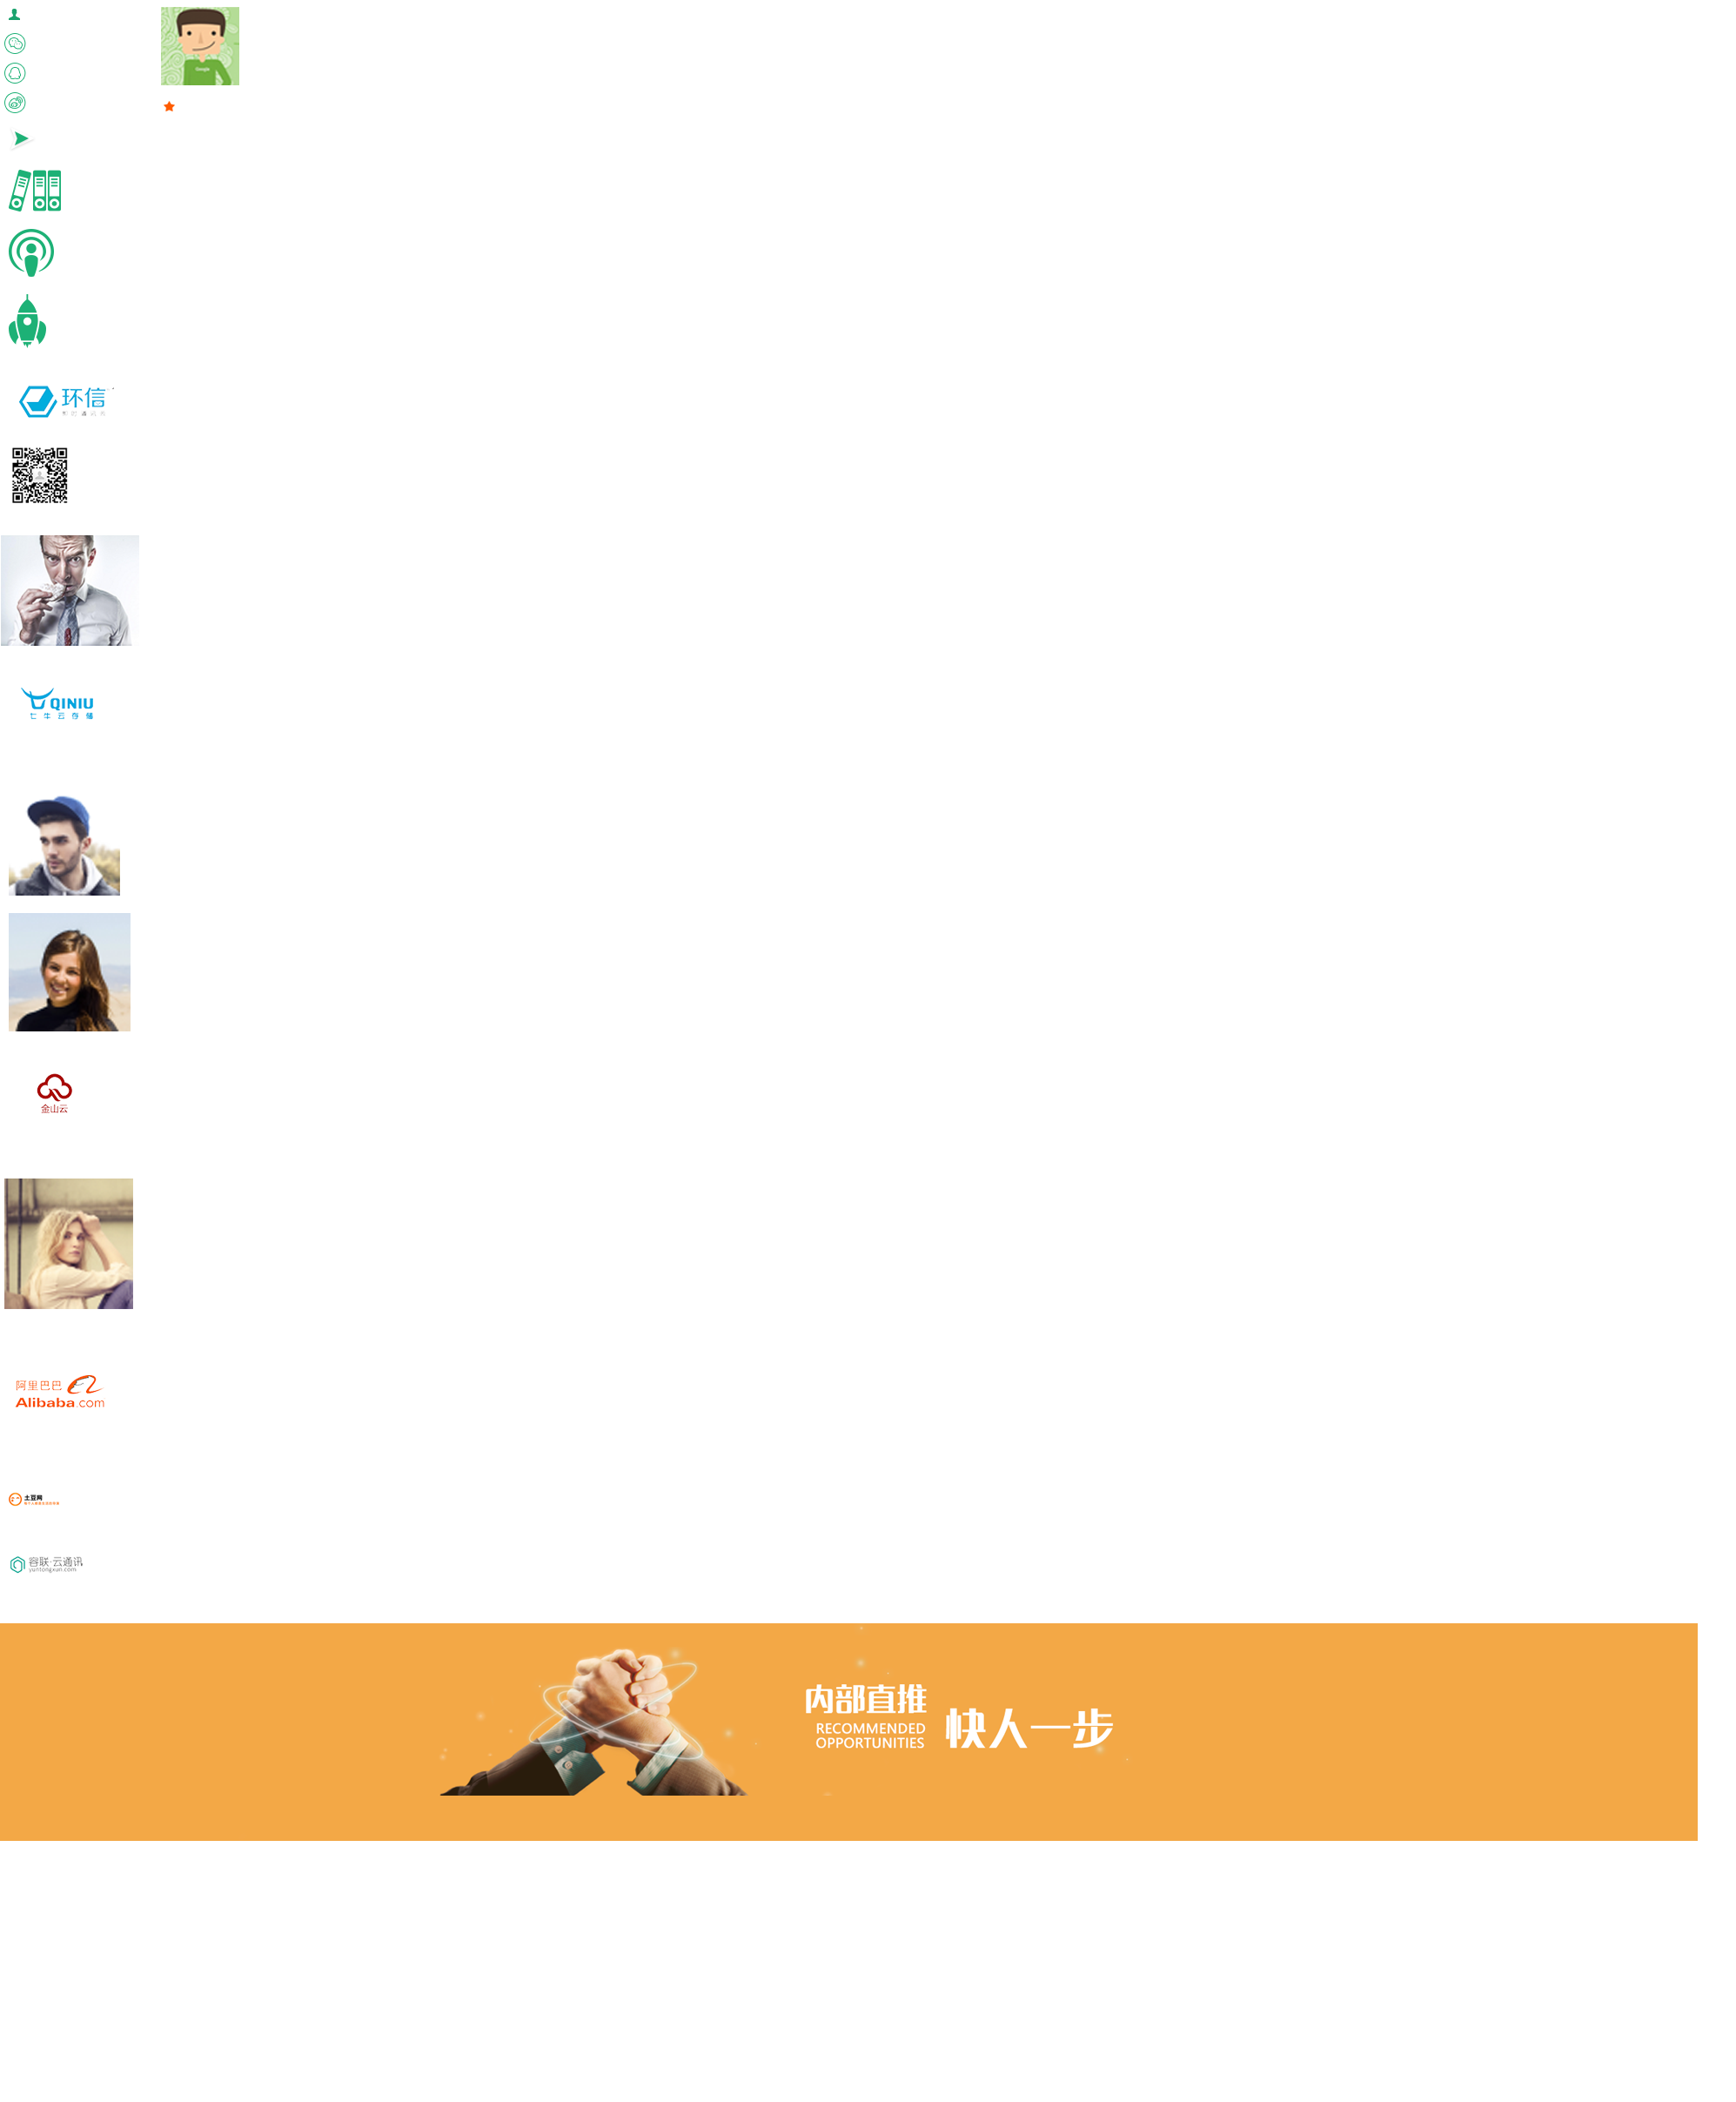 Google
环信
QINIU
七牛云存储
金山云
阿里巴巴
Alibaba.com
土豆网
容联·云通讯
yuntongxun.com
内部直推
RECOMMENDED
OPPORTUNITIES
快人一步